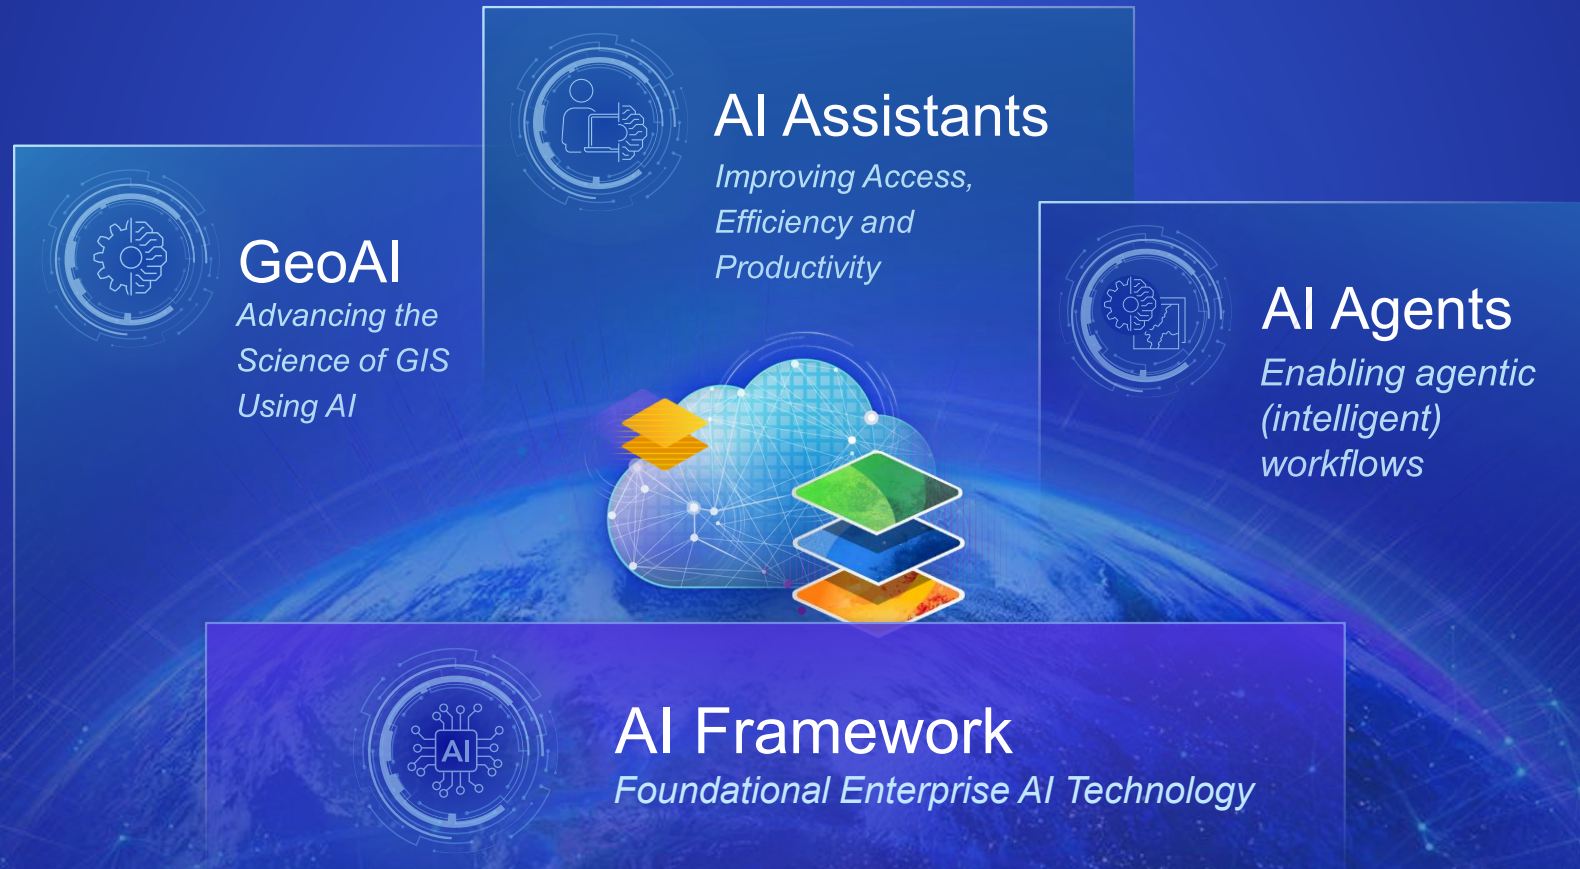 GeoAI
Advancing the
Science of GIS
Using AI
AI Assistants
Improving Access,
Efficiency and
Productivity
AI Agents
Enabling agentic
(intelligent)
workflows
AI
AI Framework
Foundational Enterprise AI Technology